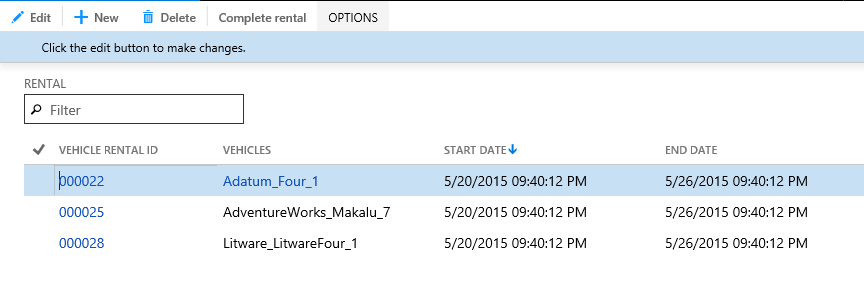 Edit New Delete Complete rental OPTIONS
Click the edit button to make changes.
RENTAL
Filter
VEHICLE RENTAL ID VEHICLES START DATE END DATE
000022 Adatum_Four_1 5/20/2015 09:40:12 PM 5/26/2015 09:40:12 PM
000025 AdventureWorks_Makalu_7 5/20/2015 09:40:12 PM 5/26/2015 09:40:12 PM
000028 Litware_LitwareFour_1 5/20/2015 09:40:12 PM 5/26/2015 09:40:12 PM